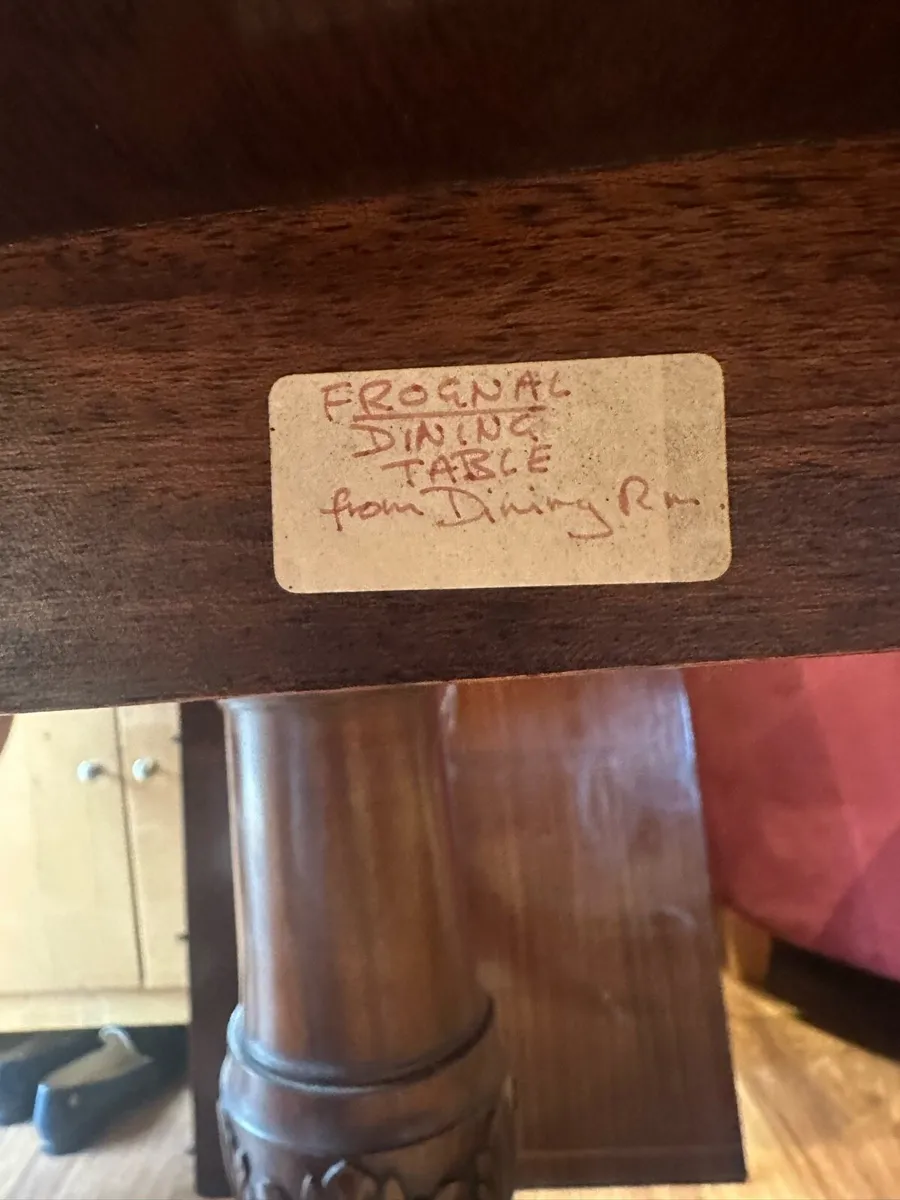 FROGNAL
DINING
TABLE
from Dining Rm.